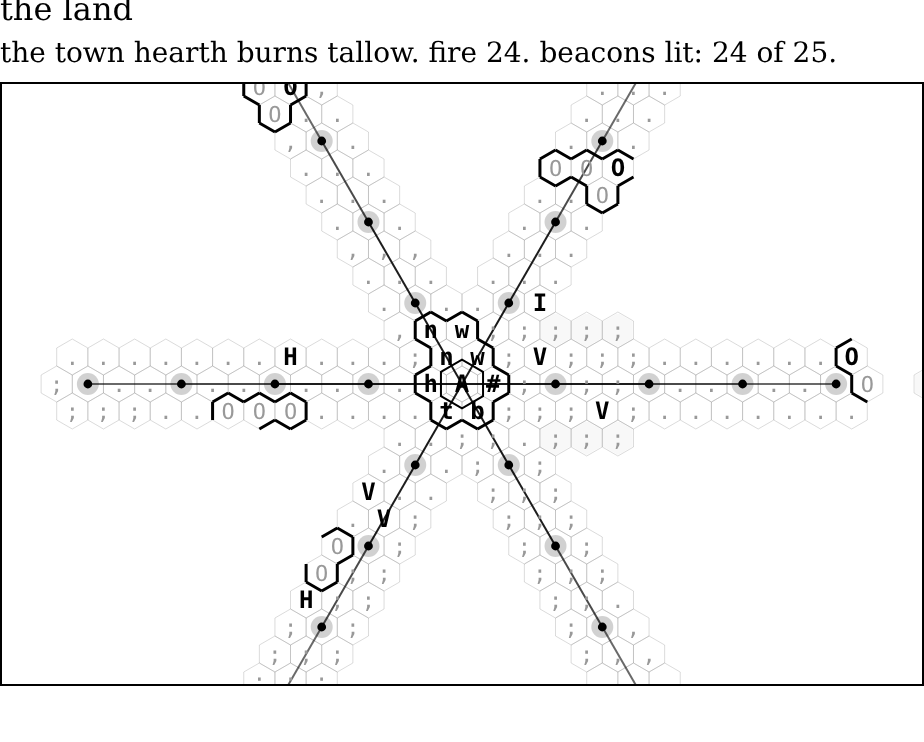 the land
the town hearth burns tallow. fire 24. beacons lit: 24 of 25.
O O
O
O O O
O
I
n w
H n w V O
h A # O
O O O t b V
V
V
O
O
H